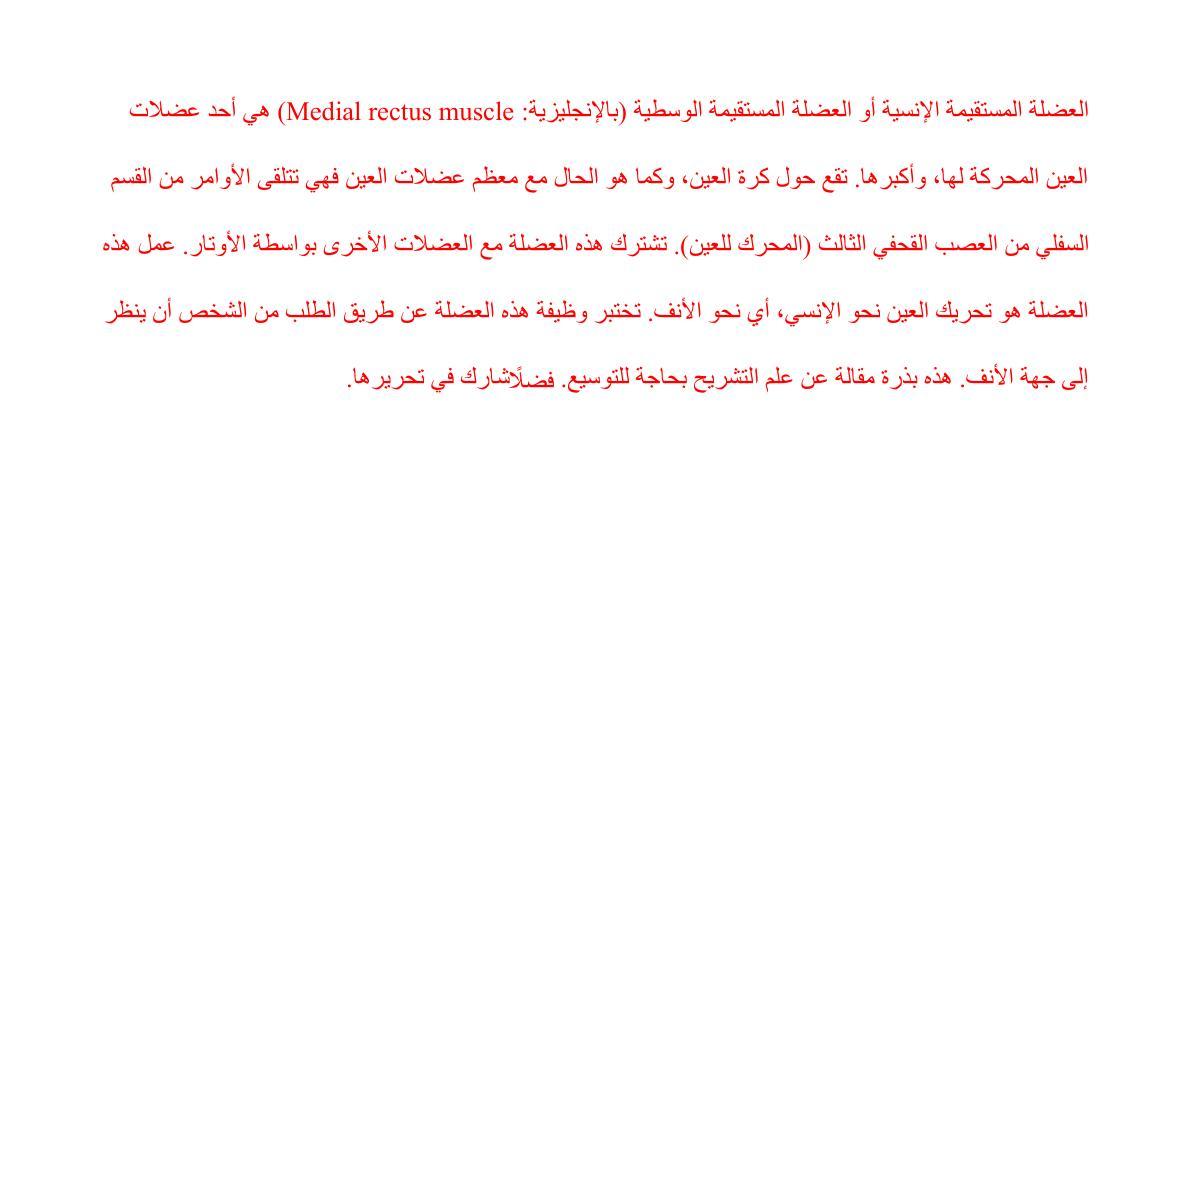 العضلة المستقيمة الإنسية أو العضلة المستقيمة الوسطية (بالإنجليزية: Medial rectus muscle) هي أحد عضلات
العين المحركة لها، وأكبرها. تقع حول كرة العين، وكما هو الحال مع معظم عضلات العين فهي تتلقى الأوامر من القسم
السفلي من العصب القحفي الثالث (المحرك للعين). تشترك هذه العضلة مع العضلات الأخرى بواسطة الأوتار. عمل هذه
العضلة هو تحريك العين نحو الإنسي، أي نحو الأنف. تختبر وظيفة هذه العضلة عن طريق الطلب من الشخص أن ينظر
إلى جهة الأنف. هذه بذرة مقالة عن علم التشريح بحاجة للتوسيع. فضلًاشارك في تحريرها.